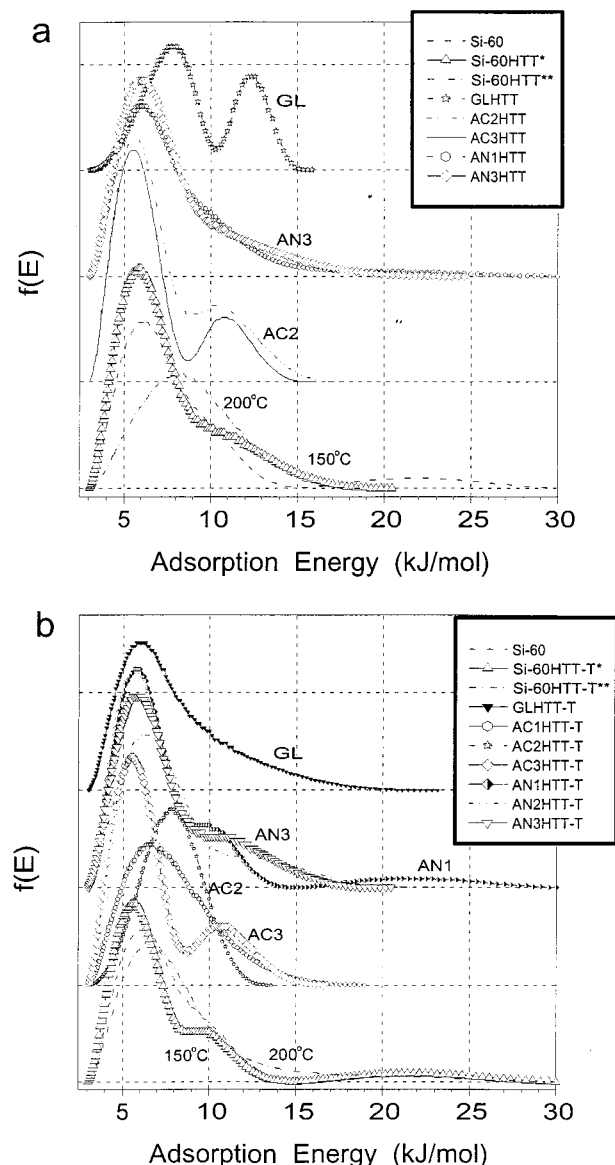 a
Si-60
Si-60HTT*
Si-60HTT**
GLHTT
AC2HTT
AC3HTT
AN1HTT
AN3HTT
GL
AN3
AC2
200°C
150°C
f(E)
5 10 15 20 25 30
Adsorption Energy (kJ/mol)
b
Si-60
Si-60HTT-T*
Si-60HTT-T**
GLHTT-T
AC1HTT-T
AC2HTT-T
AC3HTT-T
AN1HTT-T
AN2HTT-T
AN3HTT-T
GL
AN3
AN1
AC2
AC3
150°C
200°C
f(E)
5 10 15 20 25 30
Adsorption Energy (kJ/mol)